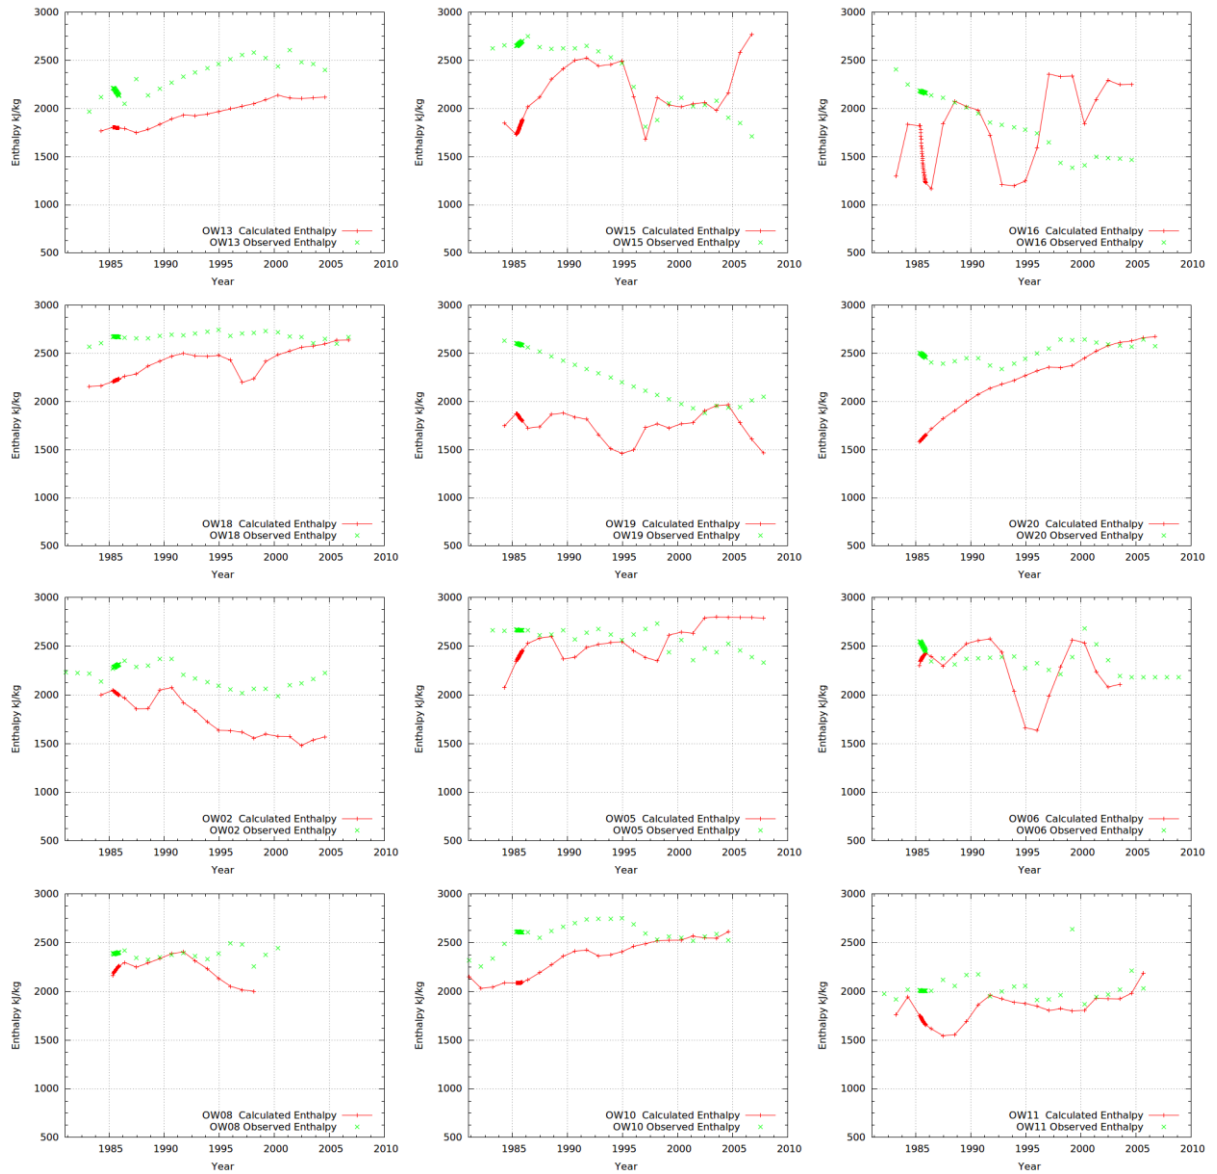 3000
2500
2000
1500
1000
500
Enthalpy kJ/kg
OW13 Calculated Enthalpy
OW13 Observed Enthalpy
1985 1990 1995 2000 2005 2010
Year
3000
2500
2000
1500
1000
500
Enthalpy kJ/kg
OW15 Calculated Enthalpy
OW15 Observed Enthalpy
1985 1990 1995 2000 2005 2010
Year
3000
2500
2000
1500
1000
500
Enthalpy kJ/kg
OW16 Calculated Enthalpy
OW16 Observed Enthalpy
1985 1990 1995 2000 2005 2010
Year
3000
2500
2000
1500
1000
500
Enthalpy kJ/kg
OW18 Calculated Enthalpy
OW18 Observed Enthalpy
1985 1990 1995 2000 2005 2010
Year
3000
2500
2000
1500
1000
500
Enthalpy kJ/kg
OW19 Calculated Enthalpy
OW19 Observed Enthalpy
1985 1990 1995 2000 2005 2010
Year
3000
2500
2000
1500
1000
500
Enthalpy kJ/kg
OW20 Calculated Enthalpy
OW20 Observed Enthalpy
1985 1990 1995 2000 2005 2010
Year
3000
2500
2000
1500
1000
500
Enthalpy kJ/kg
OW02 Calculated Enthalpy
OW02 Observed Enthalpy
1985 1990 1995 2000 2005 2010
Year
3000
2500
2000
1500
1000
500
Enthalpy kJ/kg
OW05 Calculated Enthalpy
OW05 Observed Enthalpy
1985 1990 1995 2000 2005 2010
Year
3000
2500
2000
1500
1000
500
Enthalpy kJ/kg
OW06 Calculated Enthalpy
OW06 Observed Enthalpy
1985 1990 1995 2000 2005 2010
Year
3000
2500
2000
1500
1000
500
Enthalpy kJ/kg
OW08 Calculated Enthalpy
OW08 Observed Enthalpy
1985 1990 1995 2000 2005 2010
Year
3000
2500
2000
1500
1000
500
Enthalpy kJ/kg
OW10 Calculated Enthalpy
OW10 Observed Enthalpy
1985 1990 1995 2000 2005 2010
Year
3000
2500
2000
1500
1000
500
Enthalpy kJ/kg
OW11 Calculated Enthalpy
OW11 Observed Enthalpy
1985 1990 1995 2000 2005 2010
Year